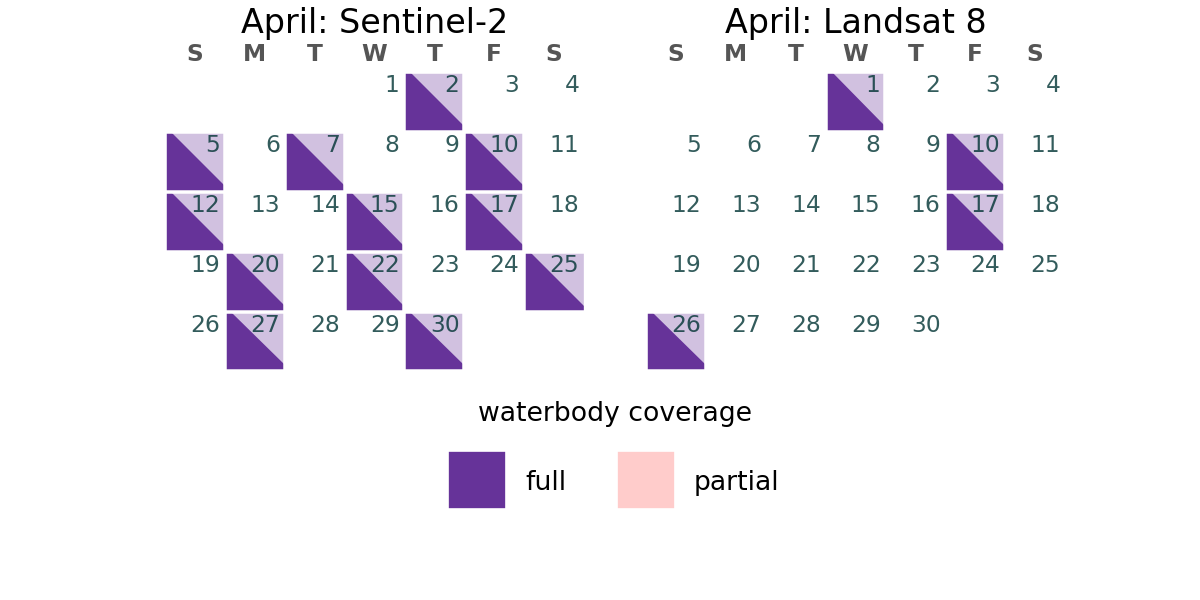 April: Sentinel-2
S M T W T F S
1 2 3 4
5 6 7 8 9 10 11
12 13 14 15 16 17 18
19 20 21 22 23 24 25
26 27 28 29 30
April: Landsat 8
S M T W T F S
1 2 3 4
5 6 7 8 9 10 11
12 13 14 15 16 17 18
19 20 21 22 23 24 25
26 27 28 29 30
waterbody coverage
full partial